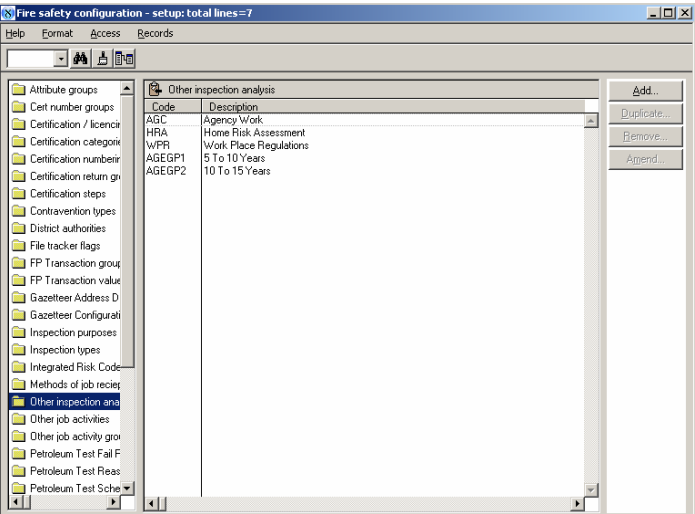 Fire safety configuration - setup: total lines=7
Help Format Access Records
Attribute groups
Cert number groups
Certification / licencin
Certification categorie
Certification numberin
Certification return gro
Certification steps
Contravention types
District authorities
File tracker flags
FP Transaction group
FP Transaction value
Gazetteer Address D
Gazetteer Configurati
Inspection purposes
Inspection types
Integrated Risk Code
Methods of job reciep
Other inspection ana
Other job activities
Other job activity grou
Petroleum Test Fail F
Petroleum Test Reas
Petroleum Test Sche
Other inspection analysis
Code Description
AGC Agency Work
HRA Home Risk Assessment
WPR Work Place Regulations
AGEGP1 5 To 10 Years
AGEGP2 10 To 15 Years
Add...
Duplicate...
Remove...
Amend...